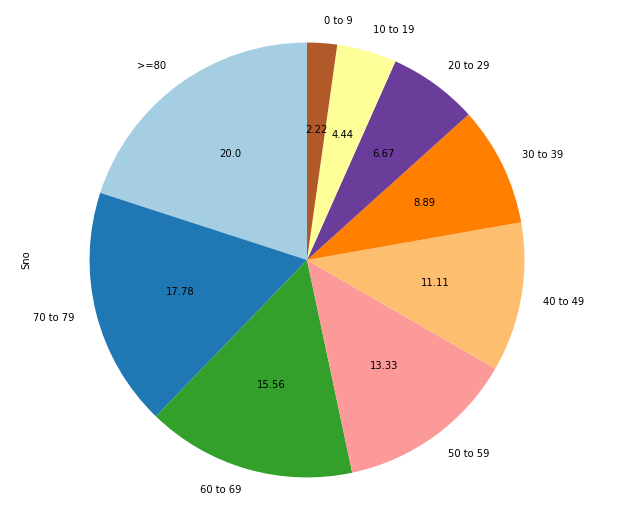 0 to 9
10 to 19
>=80
20 to 29
2.22
4.44
20.0
6.67
30 to 39
8.89
Sno
11.11
40 to 49
17.78
70 to 79
13.33
15.56
50 to 59
60 to 69